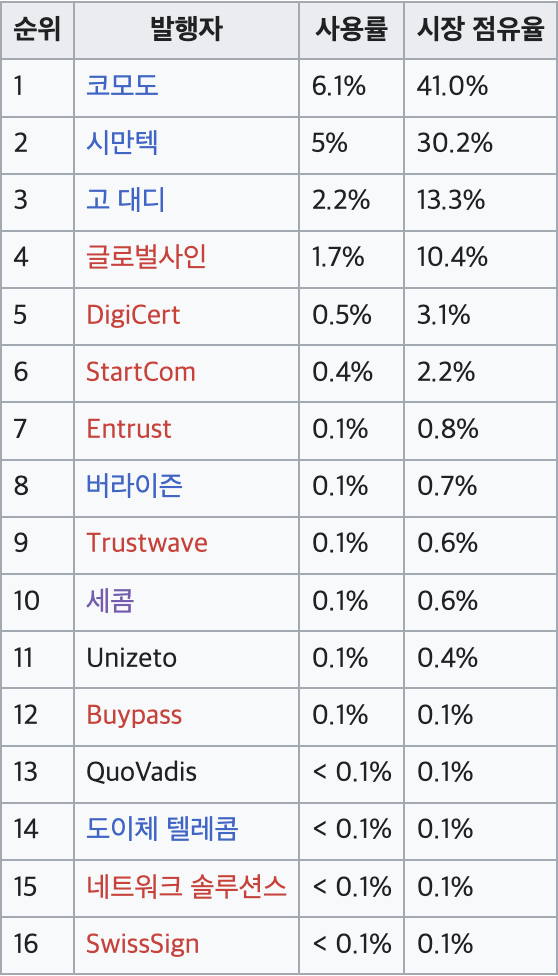 순위 발행자 사용률 시장 점유율
1 코모도 6.1% 41.0%
2 시만텍 5% 30.2%
3 고 대디 2.2% 13.3%
4 글로벌사인 1.7% 10.4%
5 DigiCert 0.5% 3.1%
6 StartCom 0.4% 2.2%
7 Entrust 0.1% 0.8%
8 버라이즌 0.1% 0.7%
9 Trustwave 0.1% 0.6%
10 세콤 0.1% 0.6%
11 Unizeto 0.1% 0.4%
12 Buypass 0.1% 0.1%
13 QuoVadis < 0.1% 0.1%
14 도이체 텔레콤 < 0.1% 0.1%
15 네트워크 솔루션스 < 0.1% 0.1%
16 SwissSign < 0.1% 0.1%